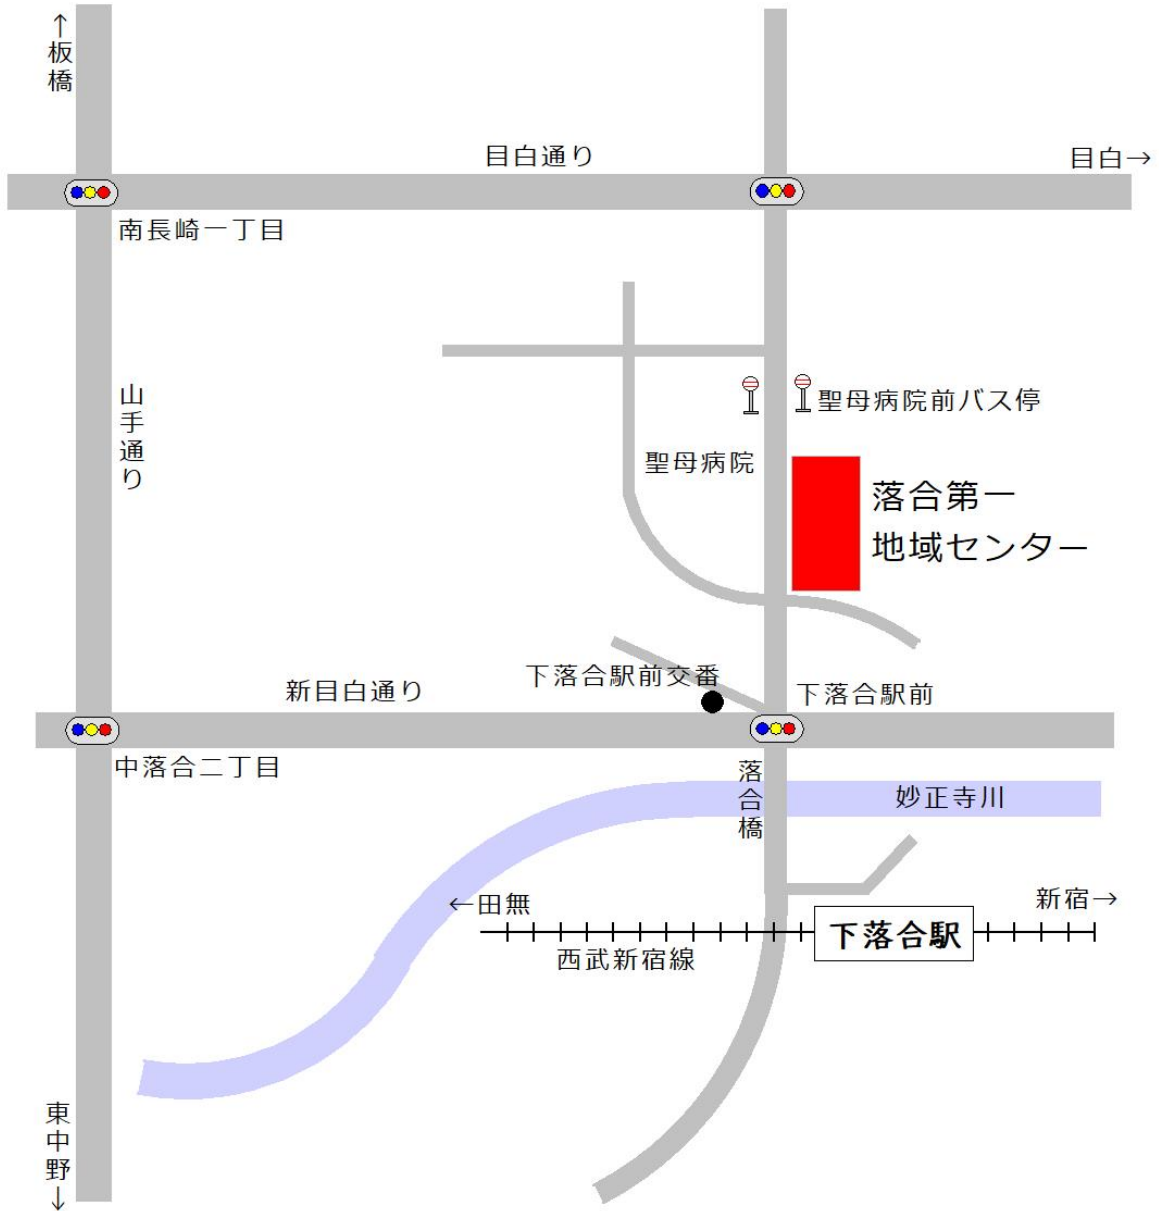 ↑板橋
目白通り
目白→
南長崎一丁目
山手通り
聖母病院前バス停
聖母病院
落合第一
地域センター
下落合駅前交番
新目白通り
下落合駅前
中落合二丁目
落合橋
妙正寺川
←田無
新宿→
下落合駅
西武新宿線
東中野↓